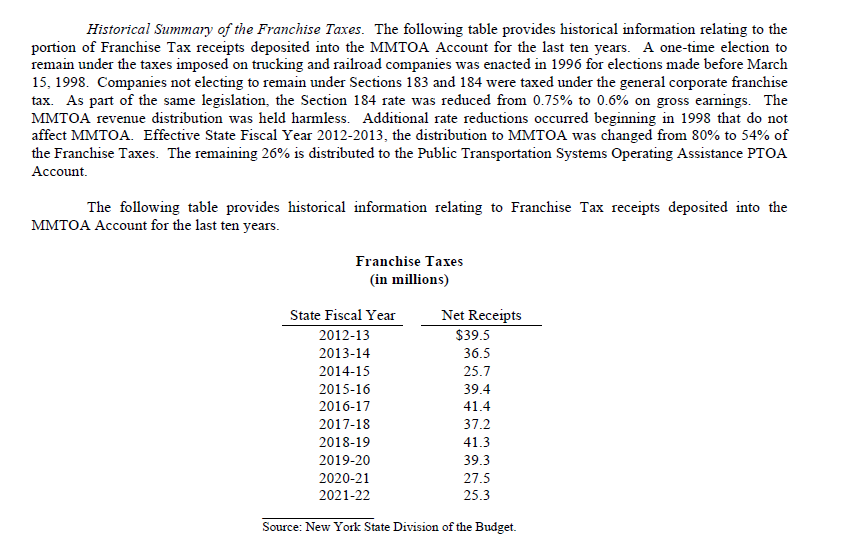 Historical Summary of the Franchise Taxes. The following table provides historical information relating to the
portion of Franchise Tax receipts deposited into the MMTOA Account for the last ten years. A one-time election to
remain under the taxes imposed on trucking and railroad companies was enacted in 1996 for elections made before March
15, 1998. Companies not electing to remain under Sections 183 and 184 were taxed under the general corporate franchise
tax. As part of the same legislation, the Section 184 rate was reduced from 0.75% to 0.6% on gross earnings. The
MMTOA revenue distribution was held harmless. Additional rate reductions occurred beginning in 1998 that do not
affect MMTOA. Effective State Fiscal Year 2012-2013, the distribution to MMTOA was changed from 80% to 54% of
the Franchise Taxes. The remaining 26% is distributed to the Public Transportation Systems Operating Assistance PTOA
Account.
The following table provides historical information relating to Franchise Tax receipts deposited into the
MMTOA Account for the last ten years.
Franchise Taxes
(in millions)
State Fiscal Year Net Receipts
2012-13 $39.5
2013-14 36.5
2014-15 25.7
2015-16 39.4
2016-17 41.4
2017-18 37.2
2018-19 41.3
2019-20 39.3
2020-21 27.5
2021-22 25.3
Source: New York State Division of the Budget.